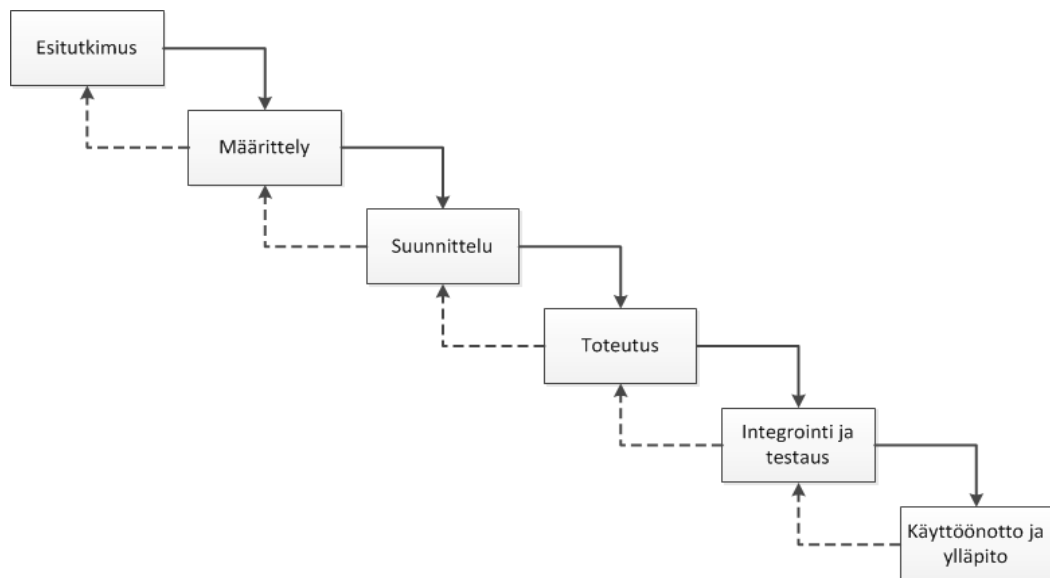 Esitutkimus
Määrittely
Suunnittelu
Toteutus
Integrointi ja
testaus
Käyttöönotto ja
ylläpito